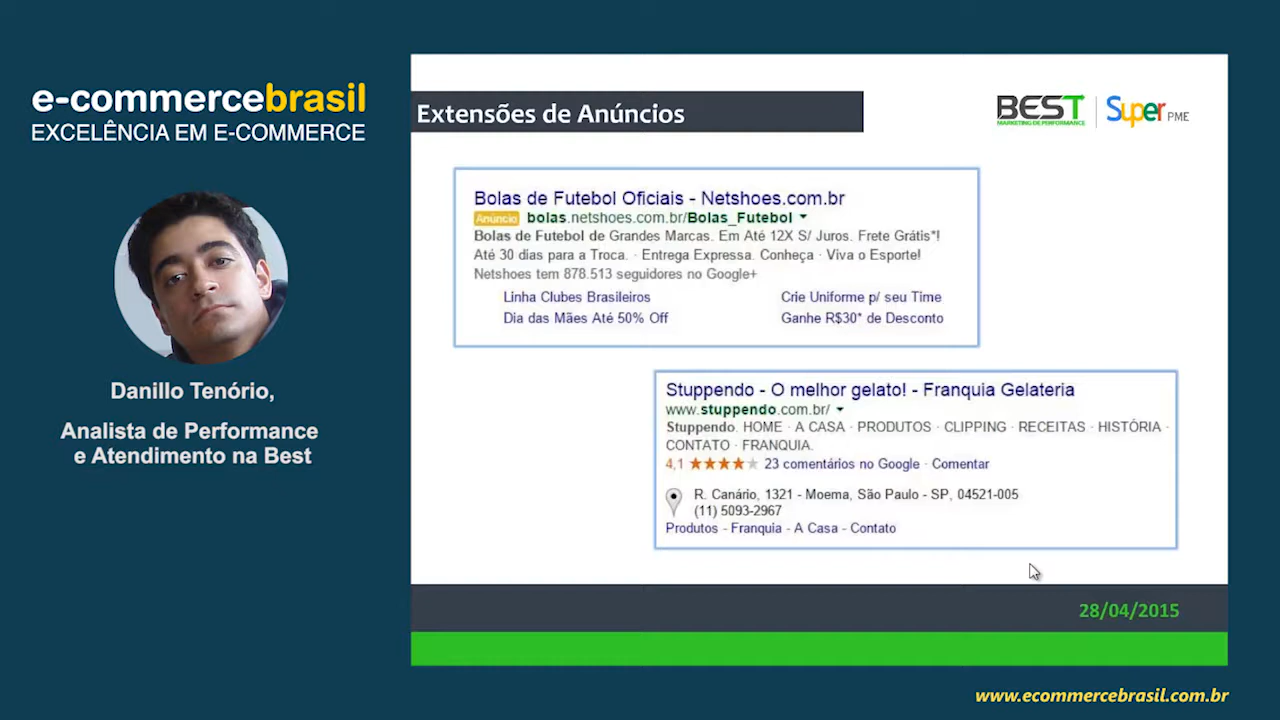 e-commercebrasil
EXCELÊNCIA EM E-COMMERCE
Danillo Tenório,
Analista de Performance
e Atendimento na Best
Extensões de Anúncios
BEST
MARKETING DE PERFORMANCE
Super PME
Bolas de Futebol Oficiais - Netshoes.com.br
Anúncio bolas.netshoes.com.br/Bolas_Futebol
Bolas de Futebol de Grandes Marcas. Em Até 12X S/ Juros. Frete Grátis*!
Até 30 dias para a Troca. · Entrega Expressa. Conheça · Viva o Esporte!
Netshoes tem 878.513 seguidores no Google+
Linha Clubes Brasileiros Crie Uniforme p/ seu Time
Dia das Mães Até 50% Off Ganhe R$30* de Desconto
Stuppendo - O melhor gelato! - Franquia Gelateria
www.stuppendo.com.br/
Stuppendo. HOME · A CASA · PRODUTOS · CLIPPING · RECEITAS · HISTÓRIA ·
CONTATO · FRANQUIA.
4,1 23 comentários no Google · Comentar
R. Canário, 1321 - Moema, São Paulo - SP, 04521-005
(11) 5093-2967
Produtos - Franquia - A Casa - Contato
28/04/2015
www.ecommercebrasil.com.br